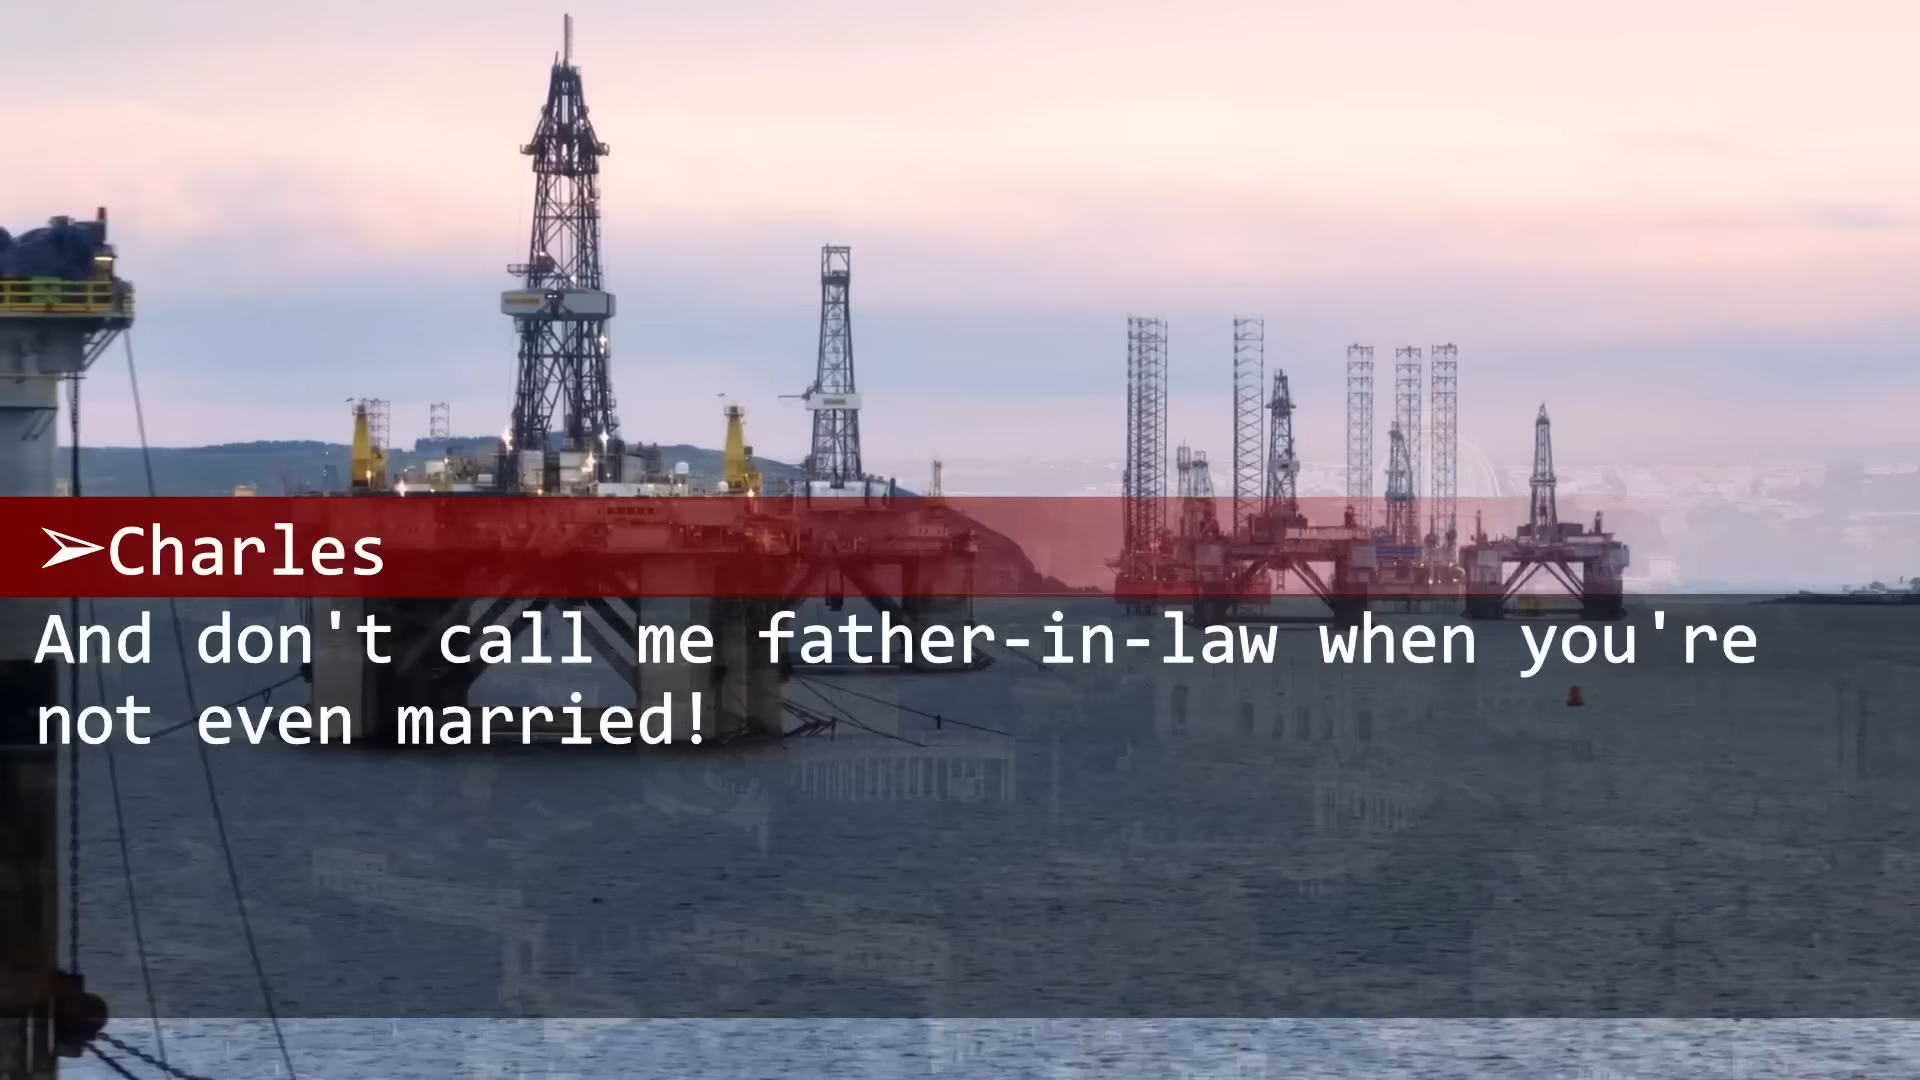 ➢Charles
And don't call me father-in-law when you're
not even married!